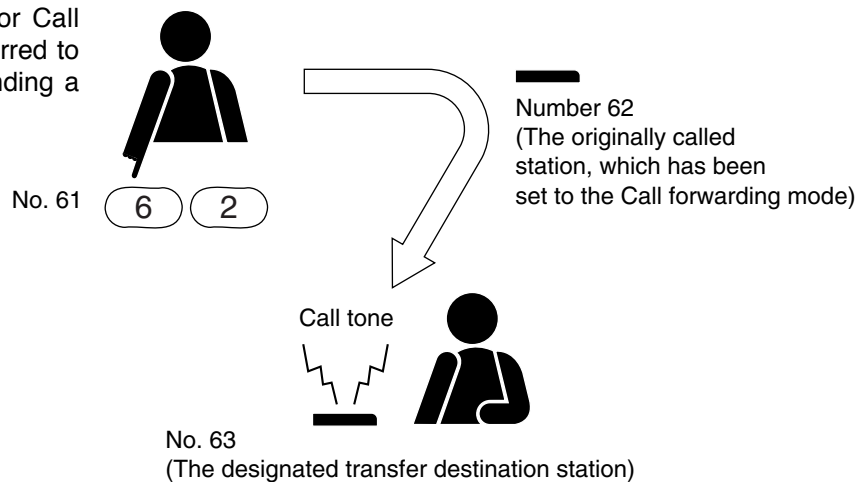 or Call
rred to
nding a
Number 62
(The originally called
station, which has been
set to the Call forwarding mode)
No. 61
6 2
Call tone
No. 63
(The designated transfer destination station)